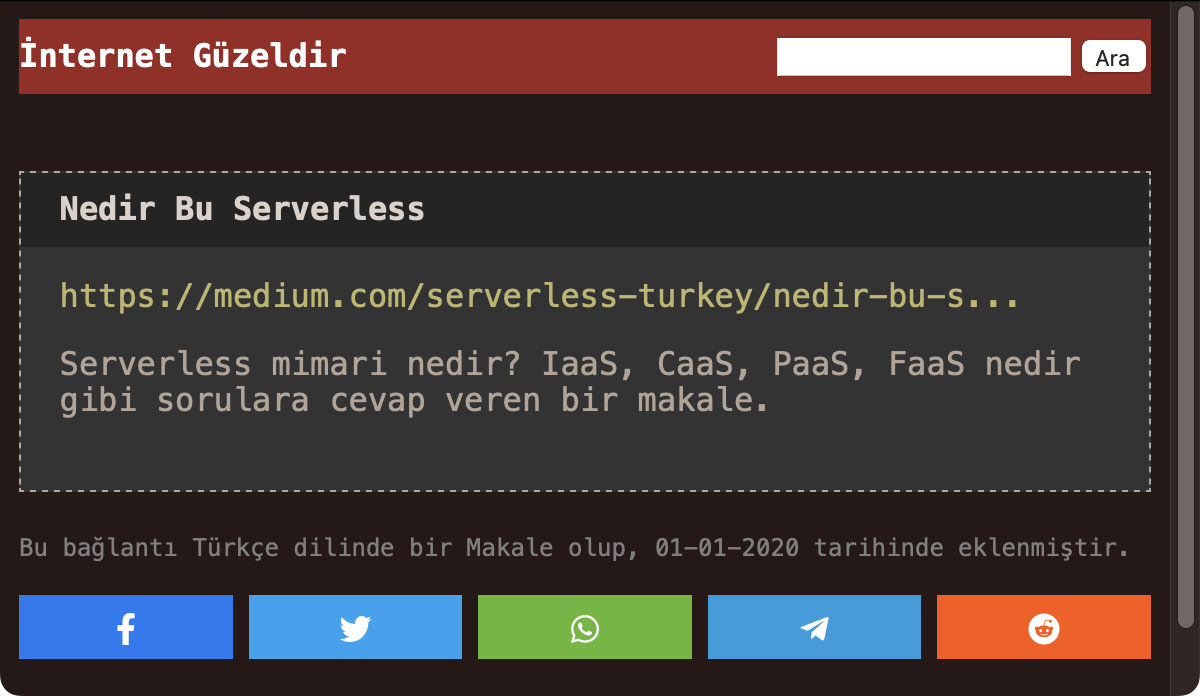 İnternet Güzeldir
Ara
Nedir Bu Serverless
https://medium.com/serverless-turkey/nedir-bu-s...
Serverless mimari nedir? IaaS, CaaS, PaaS, FaaS nedir
gibi sorulara cevap veren bir makale.
Bu bağlantı Türkçe dilinde bir Makale olup, 01-01-2020 tarihinde eklenmiştir.